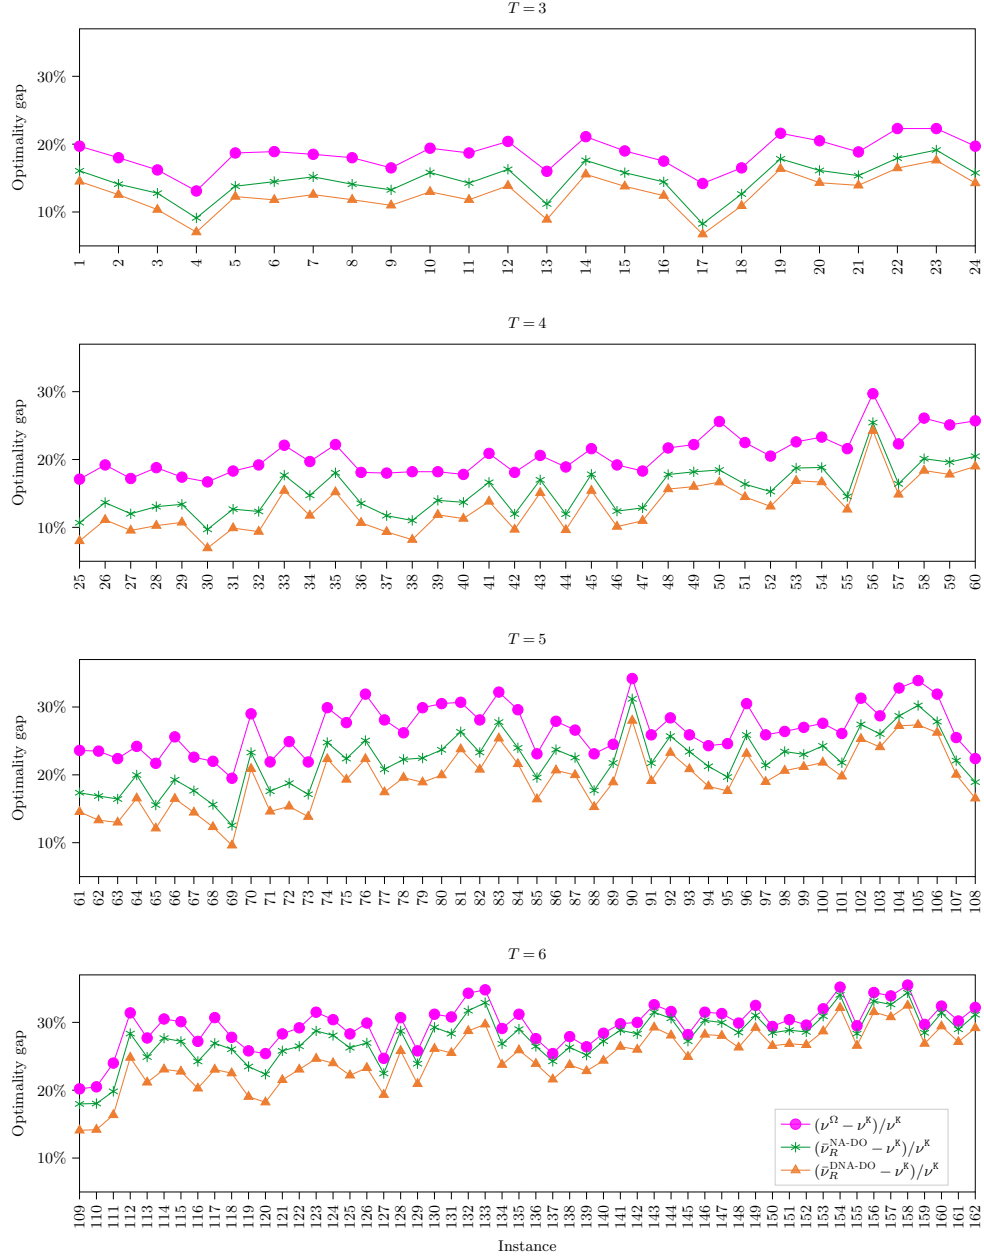 T = 3
Optimality gap
30%
20%
10%
1 2 3 4 5 6 7 8 9 10 11 12 13 14 15 16 17 18 19 20 21 22 23 24
T = 4
Optimality gap
30%
20%
10%
25 26 27 28 29 30 31 32 33 34 35 36 37 38 39 40 41 42 43 44 45 46 47 48 49 50 51 52 53 54 55 56 57 58 59 60
T = 5
Optimality gap
30%
20%
10%
61 62 63 64 65 66 67 68 69 70 71 72 73 74 75 76 77 78 79 80 81 82 83 84 85 86 87 88 89 90 91 92 93 94 95 96 97 98 99 100 101 102 103 104 105 106 107 108
T = 6
Optimality gap
30%
20%
10%
(ν^Ω − ν^K)/ν^K
(ν̄_R^NA-DO − ν^K)/ν^K
(ν̄_R^DNA-DO − ν^K)/ν^K
109 110 111 112 113 114 115 116 117 118 119 120 121 122 123 124 125 126 127 128 129 130 131 132 133 134 135 136 137 138 139 140 141 142 143 144 145 146 147 148 149 150 151 152 153 154 155 156 157 158 159 160 161 162
Instance